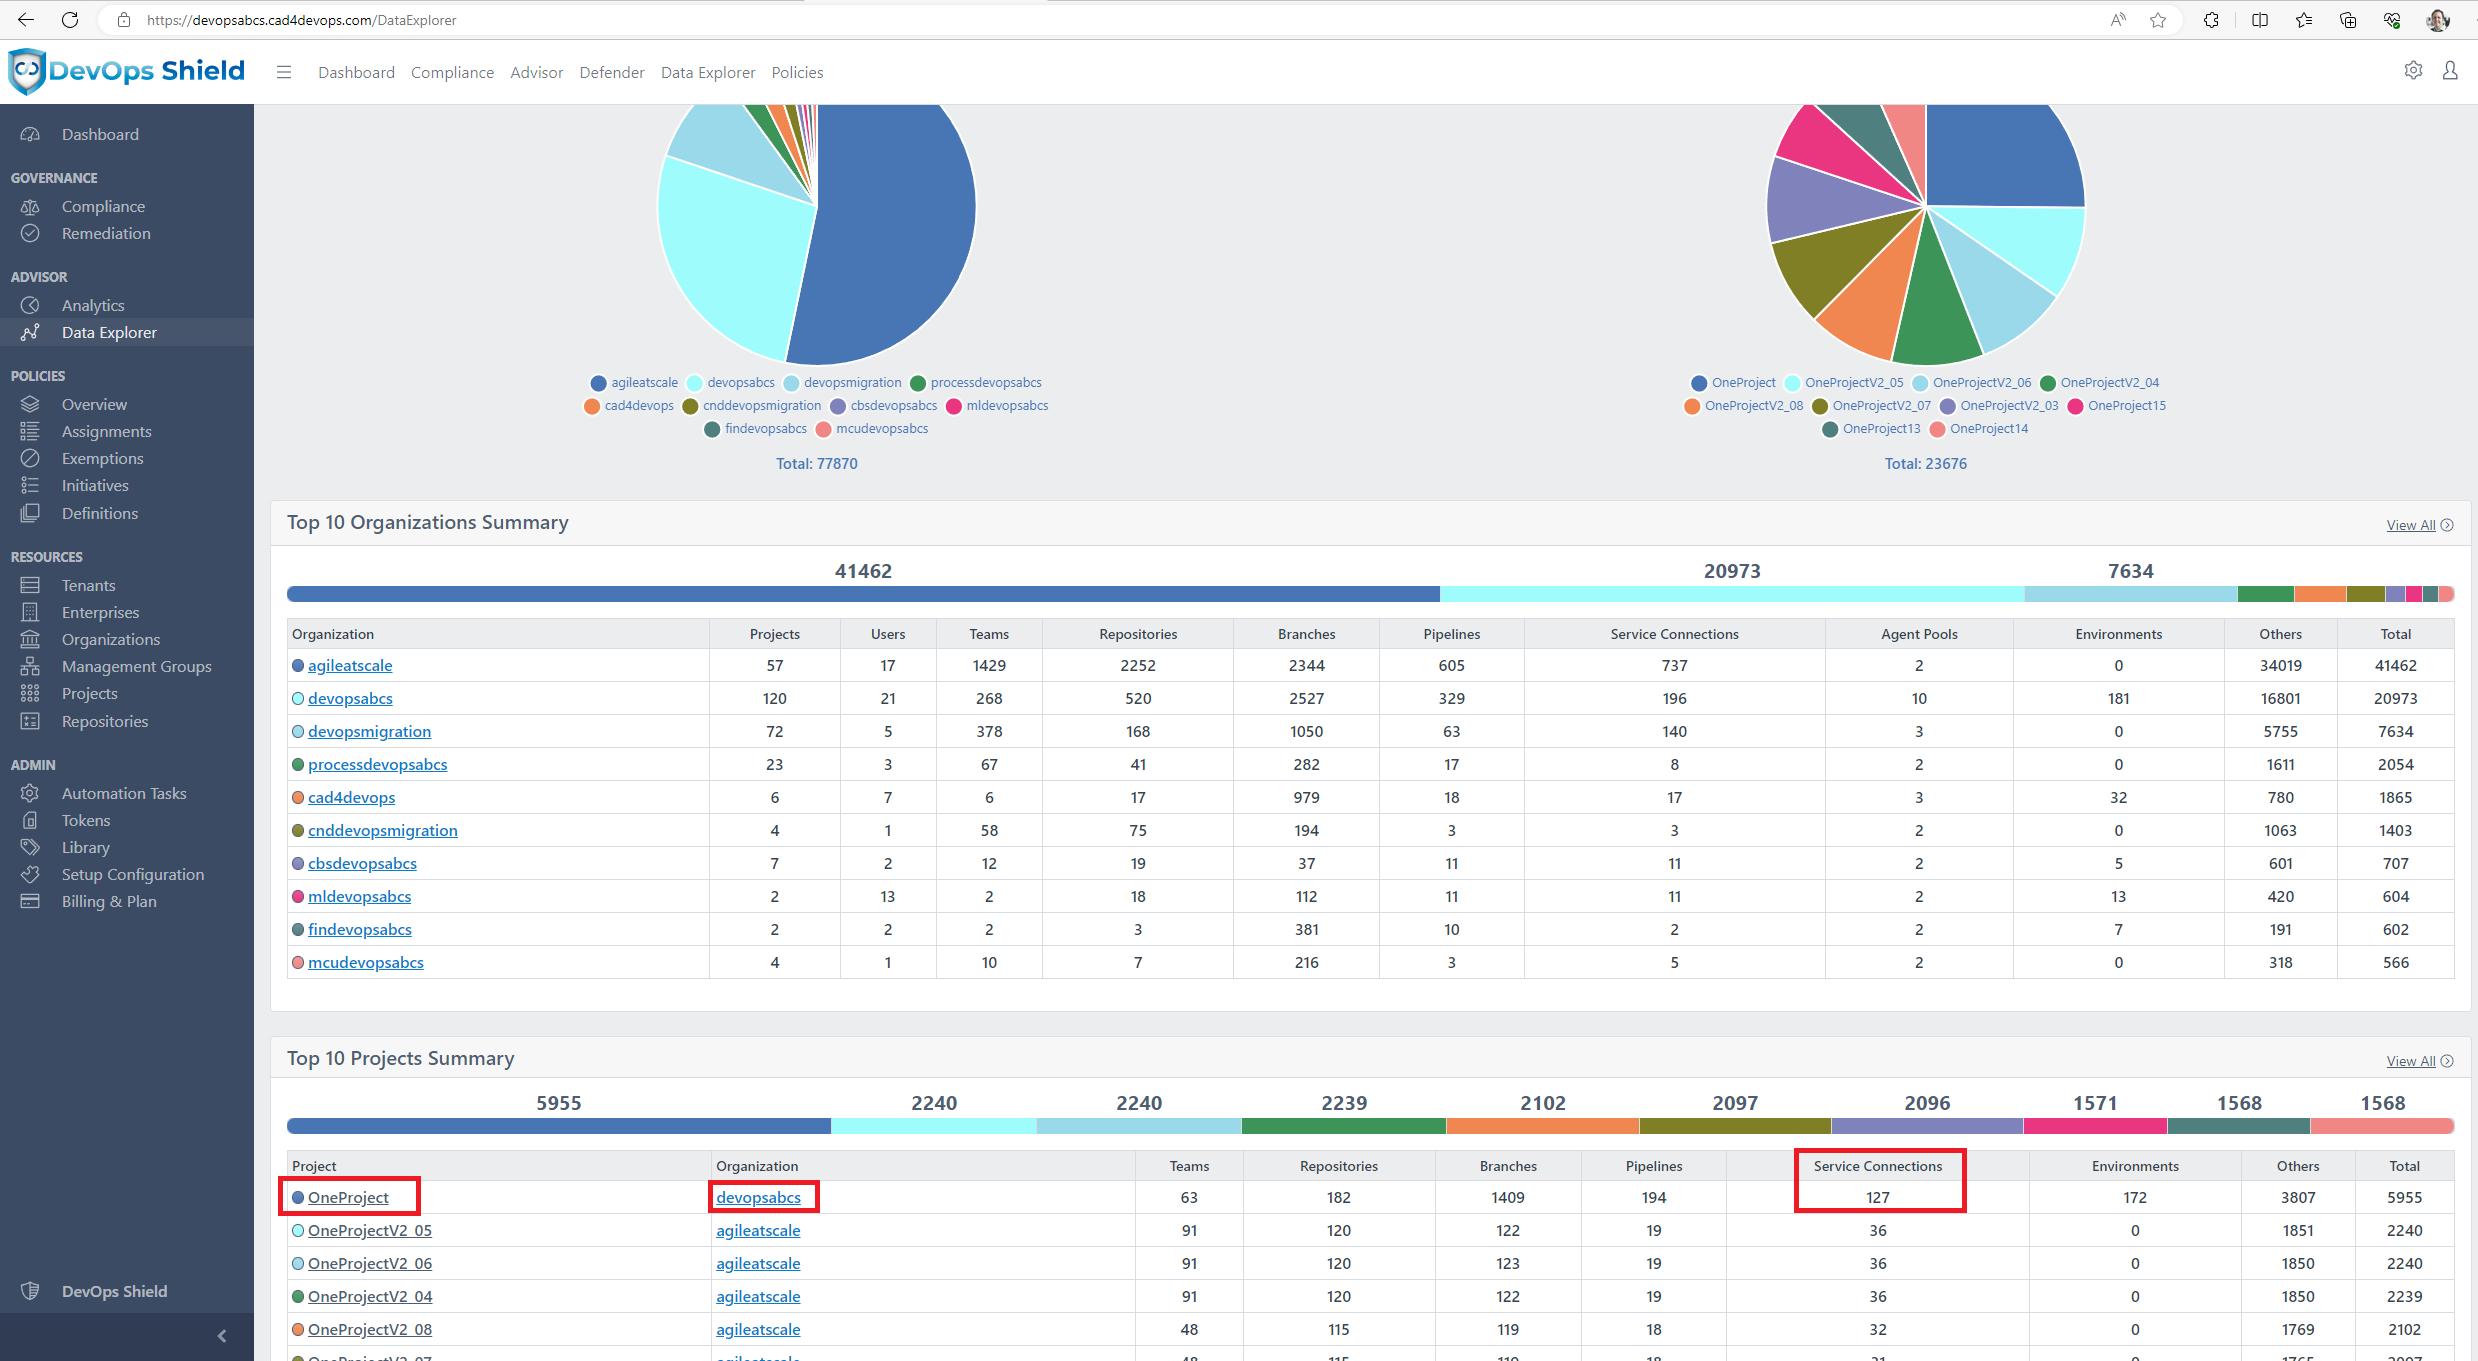 https://devopsabcs.cad4devops.com/DataExplorer
DevOps Shield
Dashboard Compliance Advisor Defender Data Explorer Policies
Dashboard
GOVERNANCE
Compliance
Remediation
ADVISOR
Analytics
Data Explorer
POLICIES
Overview
Assignments
Exemptions
Initiatives
Definitions
RESOURCES
Tenants
Enterprises
Organizations
Management Groups
Projects
Repositories
ADMIN
Automation Tasks
Tokens
Library
Setup Configuration
Billing & Plan
DevOps Shield
agileatscale devopsabcs devopsmigration processdevopsabcs
cad4devops cnddevopsmigration cbsdevopsabcs mldevopsabcs
findevopsabcs mcudevopsabcs
Total: 77870
OneProject OneProjectV2_05 OneProjectV2_06 OneProjectV2_04
OneProjectV2_08 OneProjectV2_07 OneProjectV2_03 OneProject15
OneProject13 OneProject14
Total: 23676
Top 10 Organizations Summary View All
41462 20973 7634
Organization Projects Users Teams Repositories Branches Pipelines Service Connections Agent Pools Environments Others Total
agileatscale 57 17 1429 2252 2344 605 737 2 0 34019 41462
devopsabcs 120 21 268 520 2527 329 196 10 181 16801 20973
devopsmigration 72 5 378 168 1050 63 140 3 0 5755 7634
processdevopsabcs 23 3 67 41 282 17 8 2 0 1611 2054
cad4devops 6 7 6 17 979 18 17 3 32 780 1865
cnddevopsmigration 4 1 58 75 194 3 3 2 0 1063 1403
cbsdevopsabcs 7 2 12 19 37 11 11 2 5 601 707
mldevopsabcs 2 13 2 18 112 11 11 2 13 420 604
findevopsabcs 2 2 2 3 381 10 2 2 7 191 602
mcudevopsabcs 4 1 10 7 216 3 5 2 0 318 566
Top 10 Projects Summary View All
5955 2240 2240 2239 2102 2097 2096 1571 1568 1568
Project Organization Teams Repositories Branches Pipelines Service Connections Environments Others Total
OneProject devopsabcs 63 182 1409 194 127 172 3807 5955
OneProjectV2_05 agileatscale 91 120 122 19 36 0 1851 2240
OneProjectV2_06 agileatscale 91 120 123 19 36 0 1850 2240
OneProjectV2_04 agileatscale 91 120 122 19 36 0 1850 2239
OneProjectV2_08 agileatscale 48 115 119 18 32 0 1769 2102